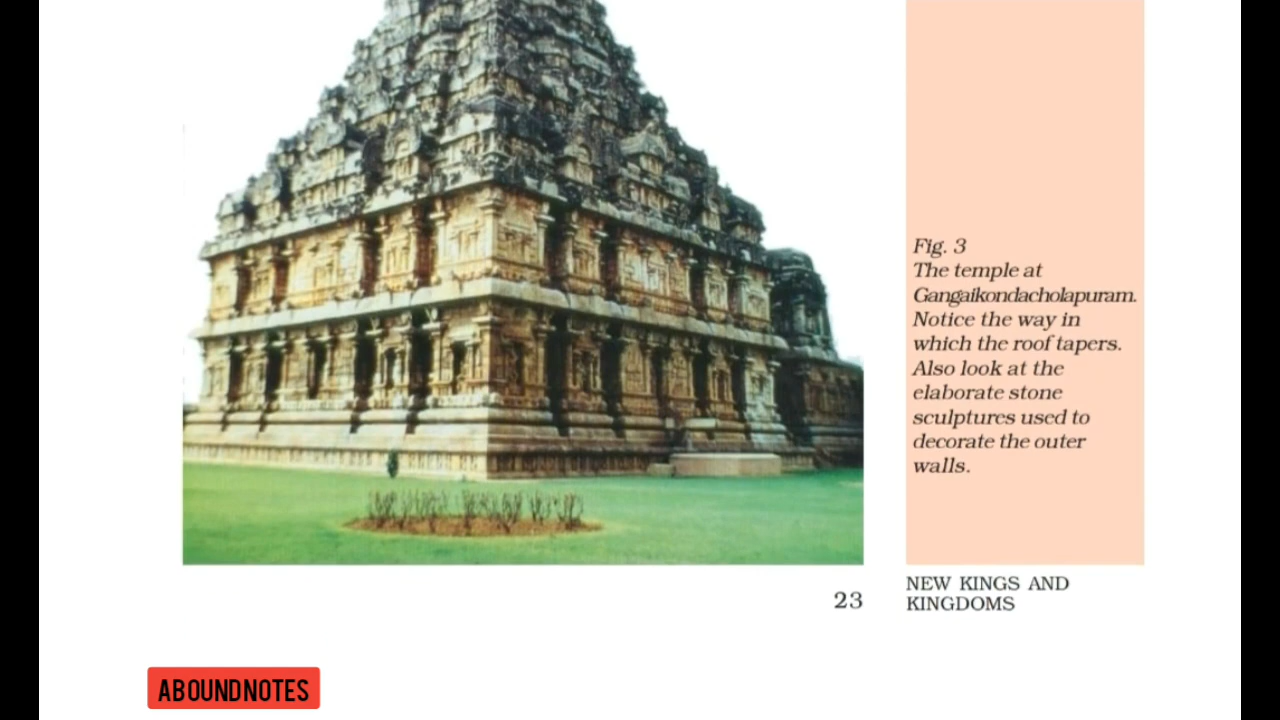 Fig. 3
The temple at
Gangaikondacholapuram.
Notice the way in
which the roof tapers.
Also look at the
elaborate stone
sculptures used to
decorate the outer
walls.
23
NEW KINGS AND
KINGDOMS
ABOUNDNOTES